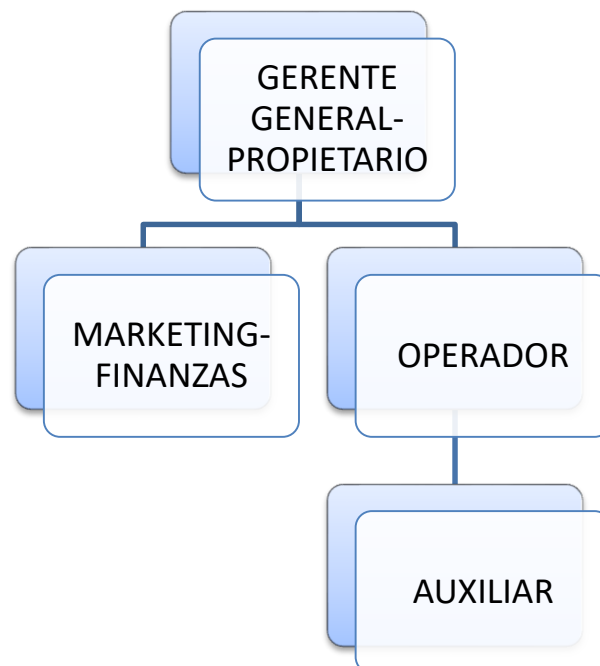 GERENTE
GENERAL-
PROPIETARIO
MARKETING-
FINANZAS
OPERADOR
AUXILIAR